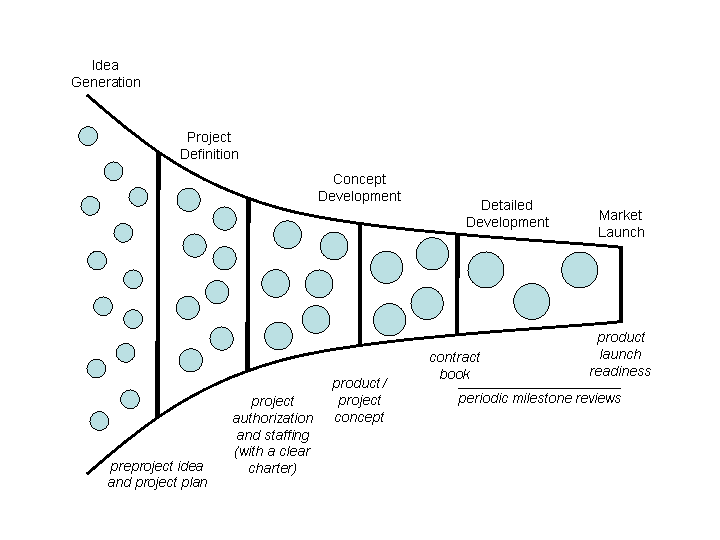 Idea
Generation
Project
Definition
Concept
Development
Detailed
Development
Market
Launch
preproject idea
and project plan
project
authorization
and staffing
(with a clear
charter)
product /
project
concept
contract
book
product
launch
readiness
periodic milestone reviews